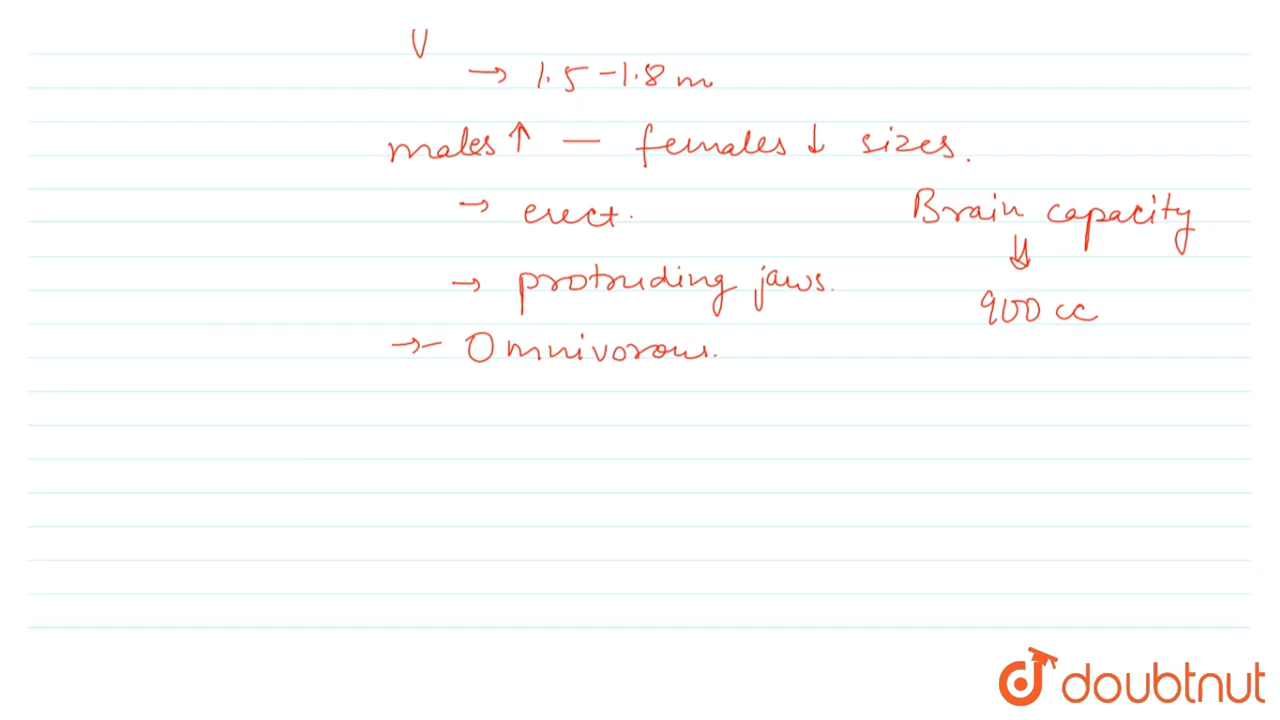 → 1.5-1.8 m
males ↑ — females ↓ sizes.
→ erect.
Brain capacity
↓
900 cc
→ protruding jaws.
→ Omnivorous.
doubtnut